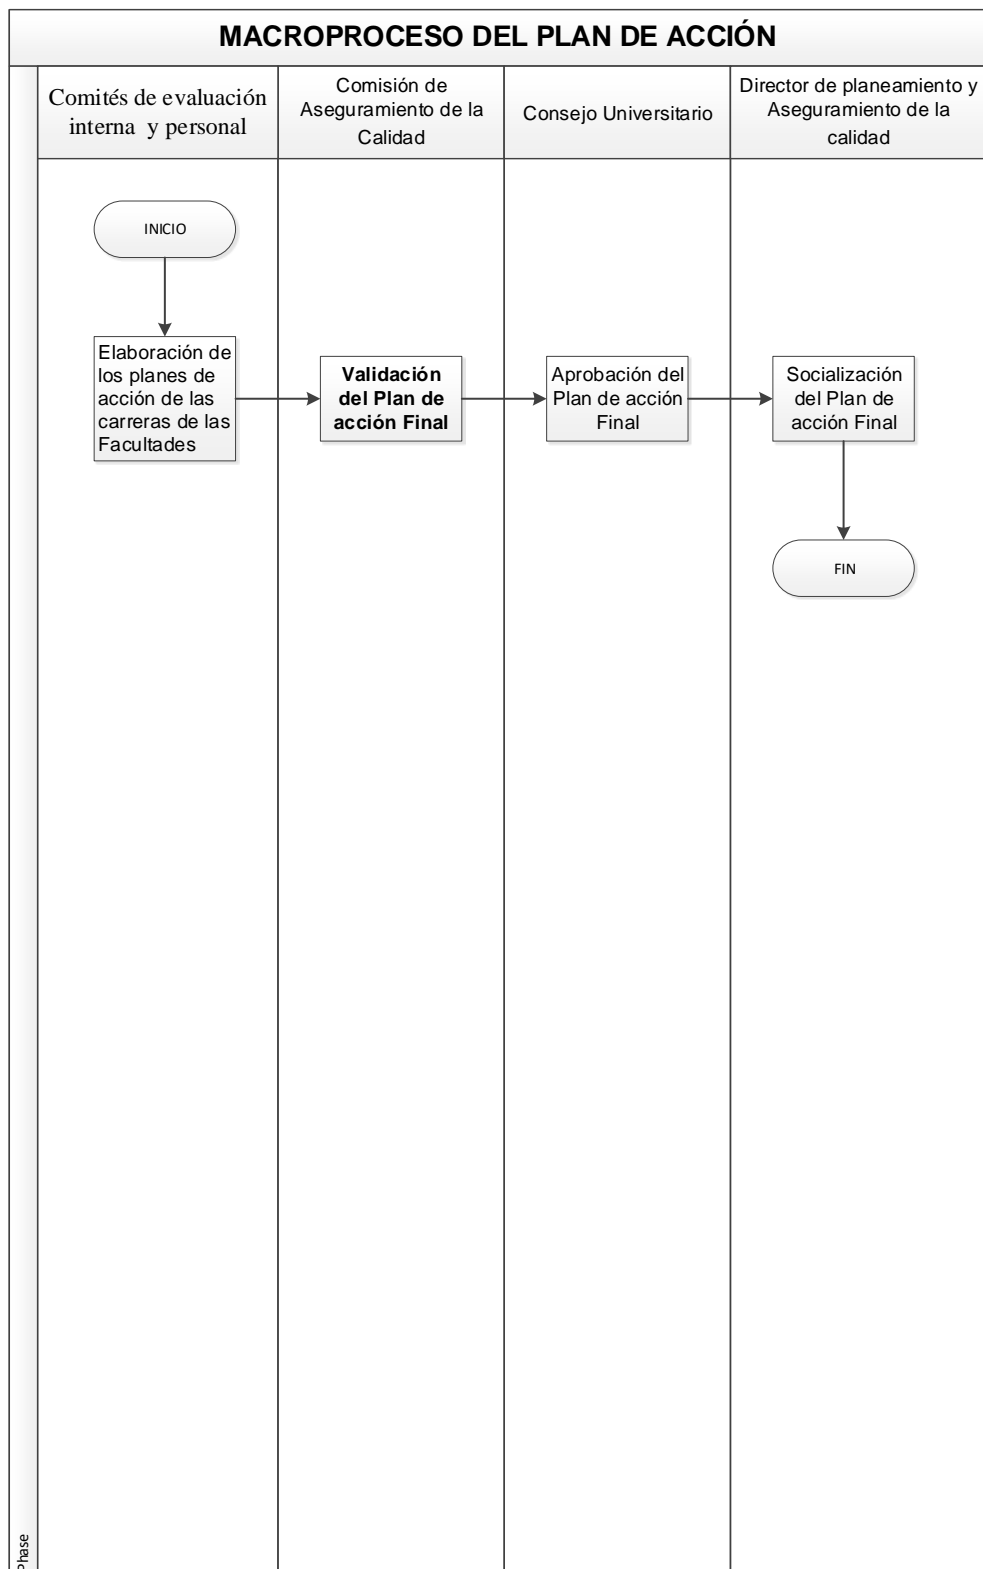 MACROPROCESO DEL PLAN DE ACCIÓN
Comités de evaluación
interna y personal
Comisión de
Aseguramiento de la
Calidad
Consejo Universitario
Director de planeamiento y
Aseguramiento de la
calidad
INICIO
Elaboración de
los planes de
acción de las
carreras de las
Facultades
Validación
del Plan de
acción Final
Aprobación del
Plan de acción
Final
Socialización
del Plan de
acción Final
FIN
Phase